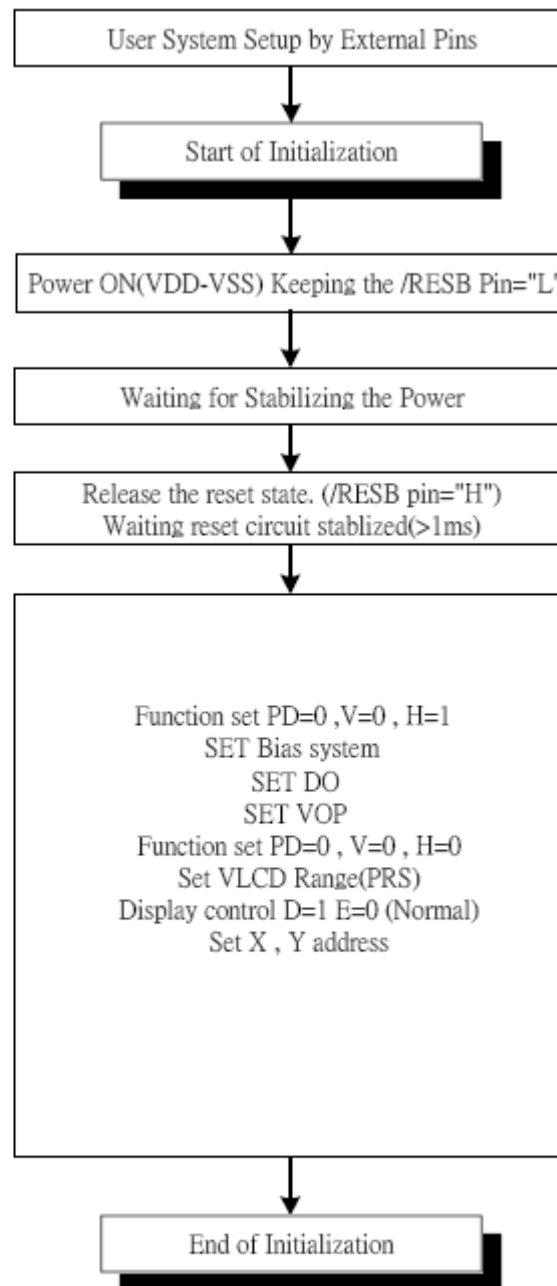 User System Setup by External Pins
Start of Initialization
Power ON(VDD-VSS) Keeping the /RESB Pin="L"
Waiting for Stabilizing the Power
Release the reset state. (/RESB pin="H")
Waiting reset circuit stablized(>1ms)
Function set PD=0 ,V=0 , H=1
SET Bias system
SET DO
SET VOP
Function set PD=0 , V=0 , H=0
Set VLCD Range(PRS)
Display control D=1 E=0 (Normal)
Set X , Y address
End of Initialization